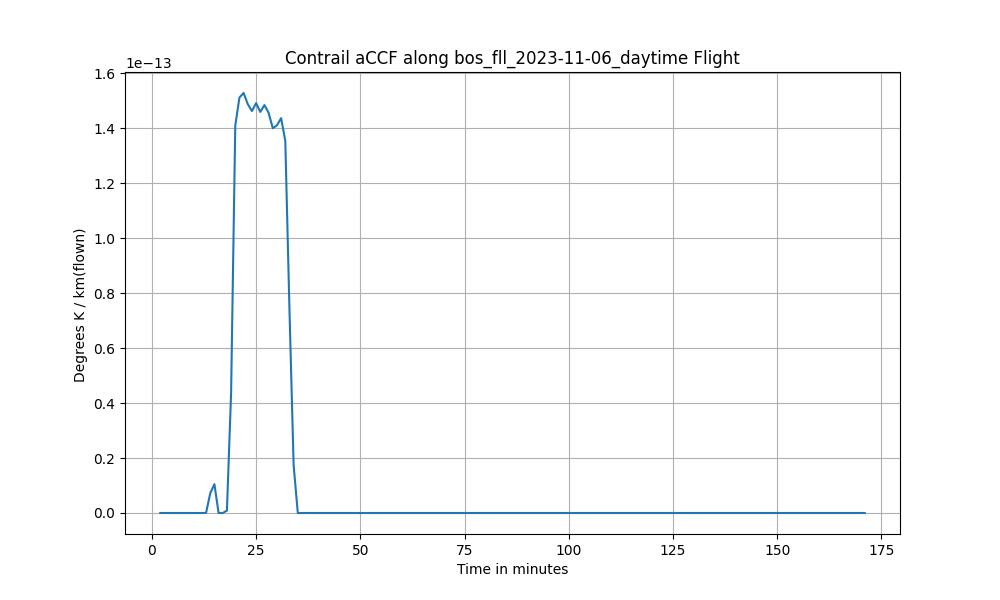 Contrail aCCF along bos_fll_2023-11-06_daytime Flight
1e−13
1.6
1.4
1.2
1.0
0.8
0.6
0.4
0.2
0.0
Degrees K / km(flown)
0 25 50 75 100 125 150 175
Time in minutes